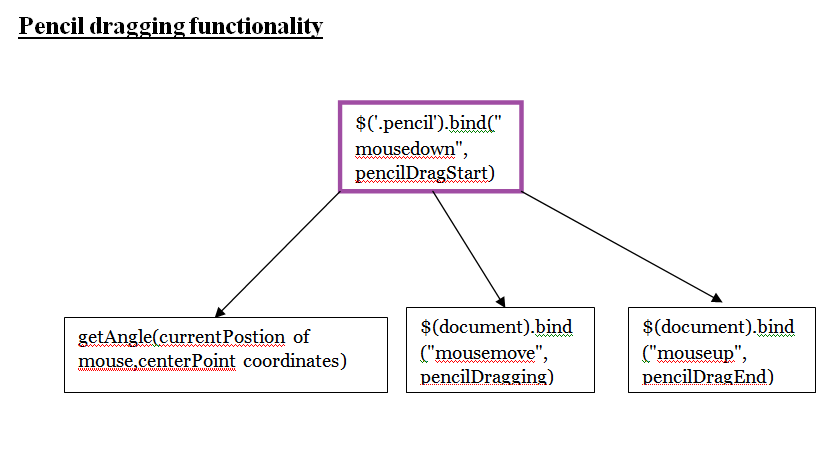 Pencil dragging functionality
$('.pencil').bind("
mousedown",
pencilDragStart)
getAngle(currentPostion of
mouse,centerPoint coordinates)
$(document).bind
("mousemove",
pencilDragging)
$(document).bind
("mouseup",
pencilDragEnd)